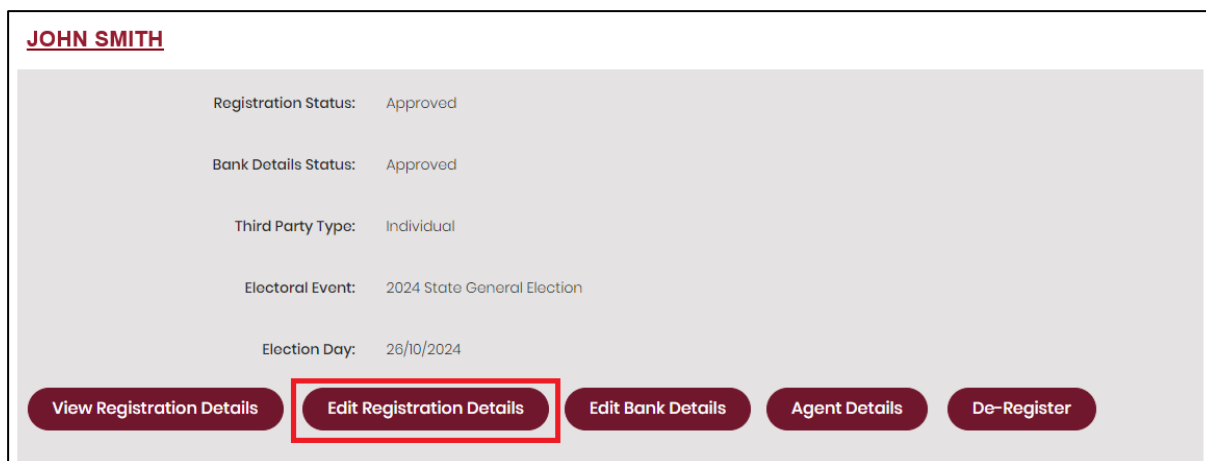 JOHN SMITH
Registration Status: Approved
Bank Details Status: Approved
Third Party Type: Individual
Electoral Event: 2024 State General Election
Election Day: 26/10/2024
View Registration Details Edit Registration Details Edit Bank Details Agent Details De-Register